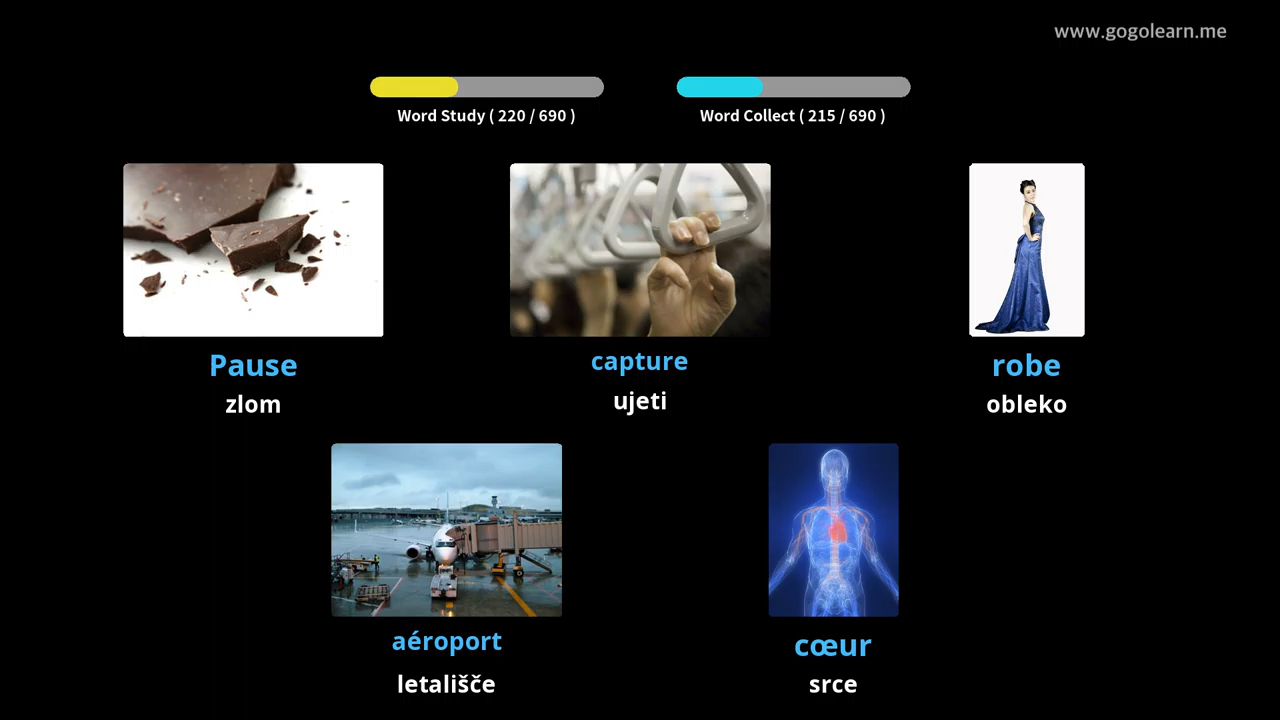 www.gogolearn.me
Word Study ( 220 / 690 )
Word Collect ( 215 / 690 )
Pause
zlom
capture
ujeti
robe
obleko
aéroport
letališče
cœur
srce